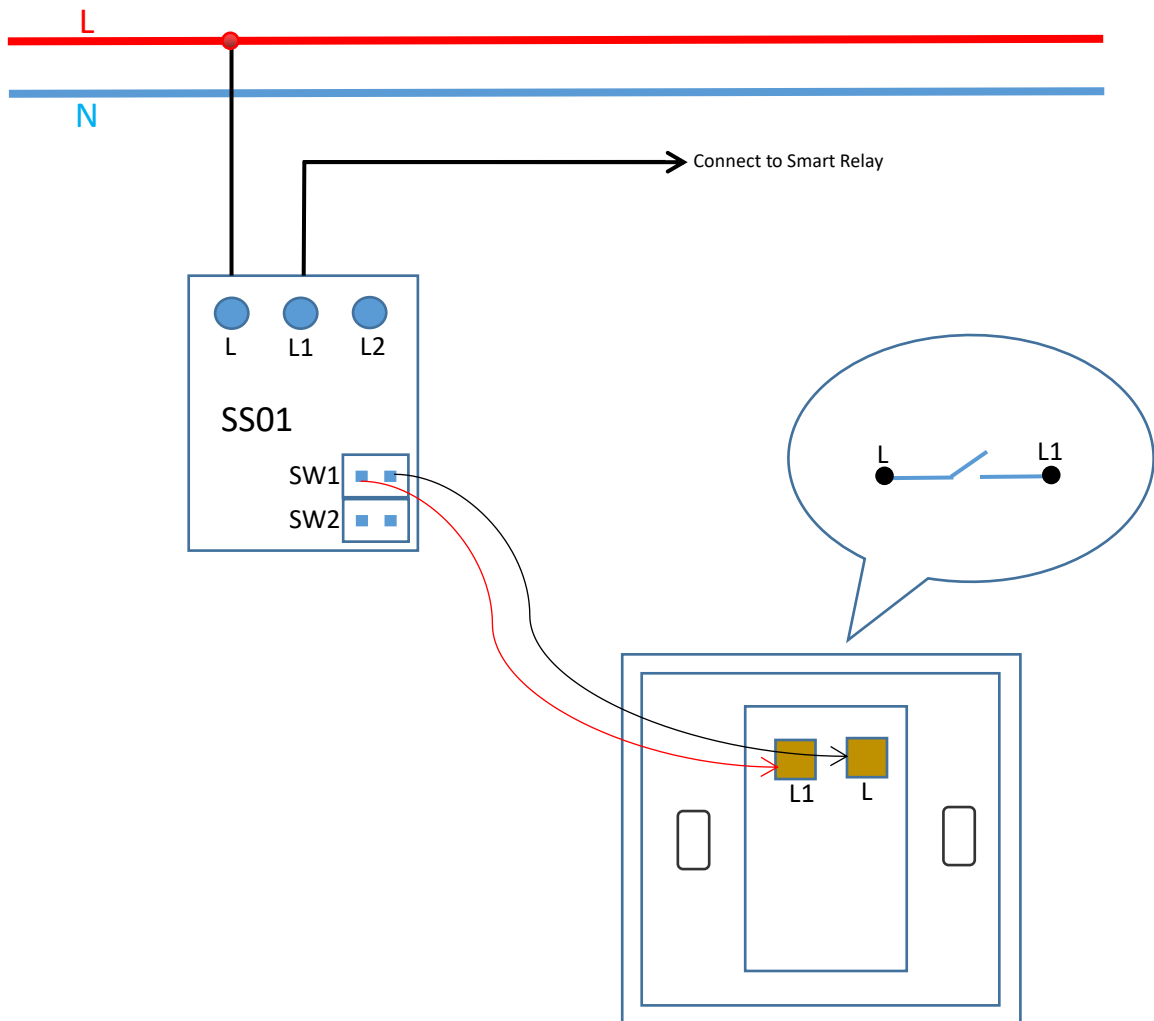 L
N
Connect to Smart Relay
L L1 L2
SS01
SW1
SW2
L L1
L1 L